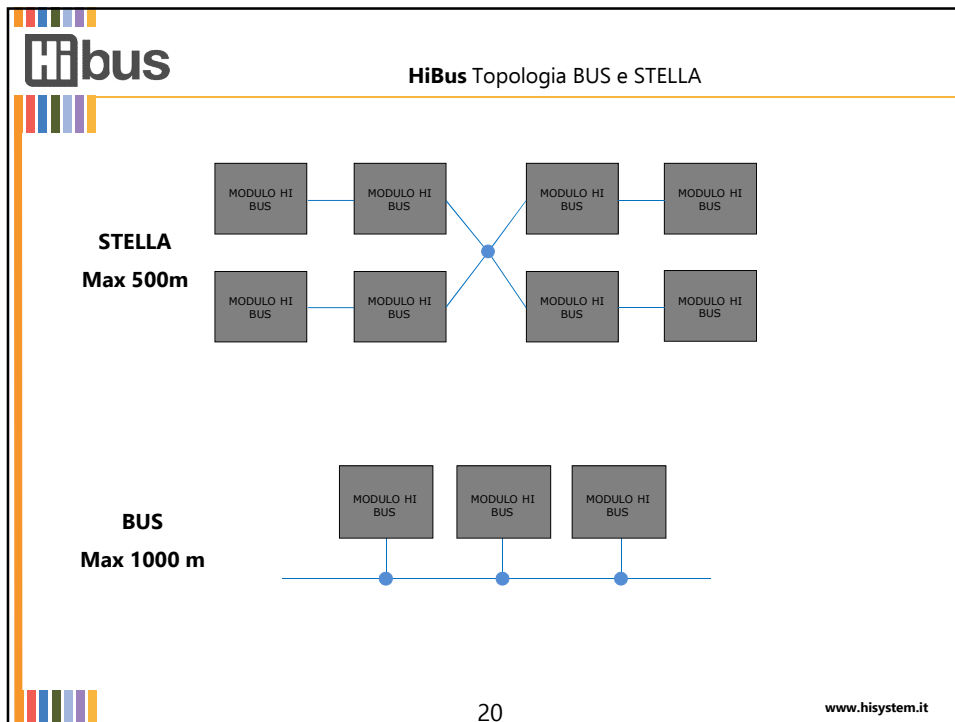 Hibus
HiBus Topologia BUS e STELLA
MODULO HI
BUS
MODULO HI
BUS
MODULO HI
BUS
MODULO HI
BUS
STELLA
Max 500m
MODULO HI
BUS
MODULO HI
BUS
MODULO HI
BUS
MODULO HI
BUS
MODULO HI
BUS
MODULO HI
BUS
MODULO HI
BUS
BUS
Max 1000 m
20
www.hisystem.it